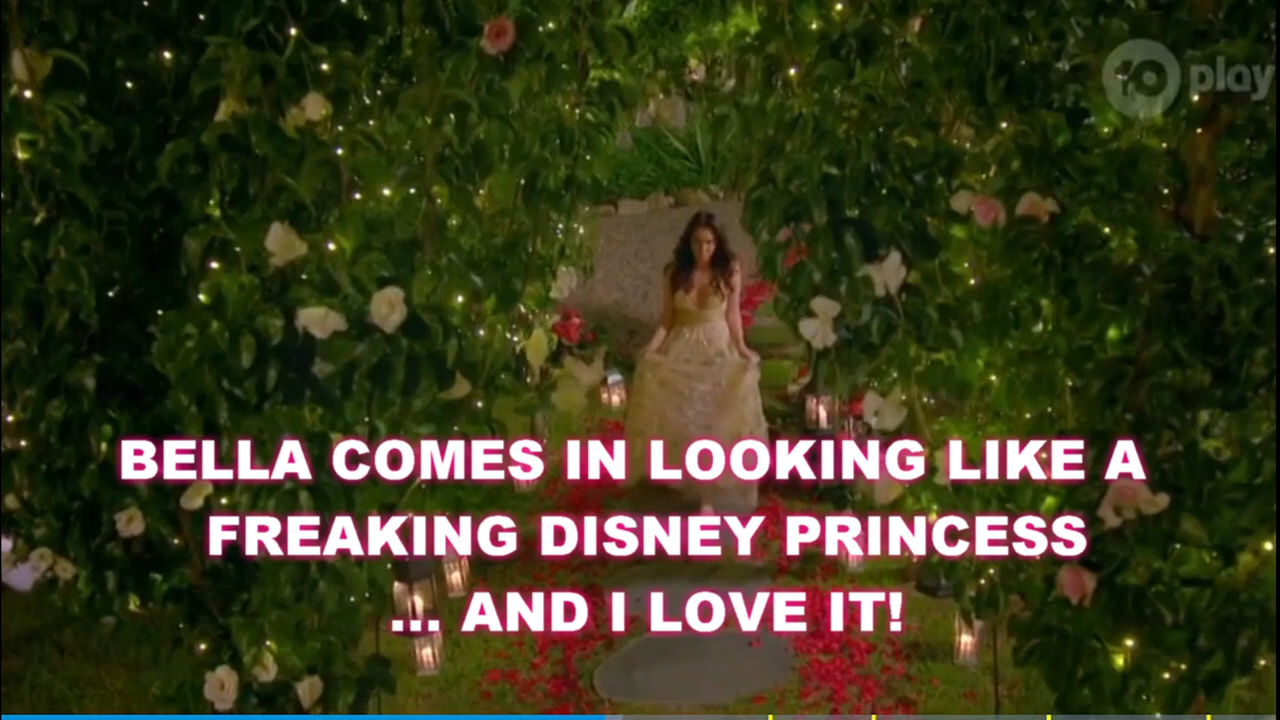 10 play
BELLA COMES IN LOOKING LIKE A
FREAKING DISNEY PRINCESS
... AND I LOVE IT!